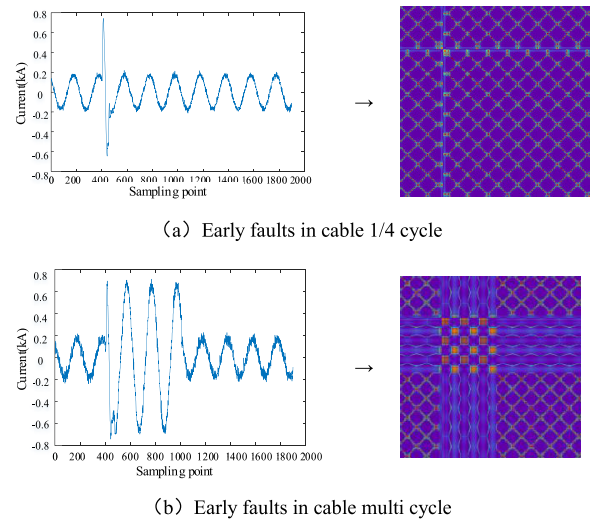 0.8
0.6
0.4
0.2
0
-0.2
-0.4
-0.6
-0.8
Current(kA)
0 200 400 600 800 1000 1200 1400 1600 1800 2000
Sampling point
→
（a）Early faults in cable 1/4 cycle
0.8
0.6
0.4
0.2
0
-0.2
-0.4
-0.6
-0.8
Current(kA)
0 200 400 600 800 1000 1200 1400 1600 1800 2000
Sampling point
→
（b）Early faults in cable multi cycle